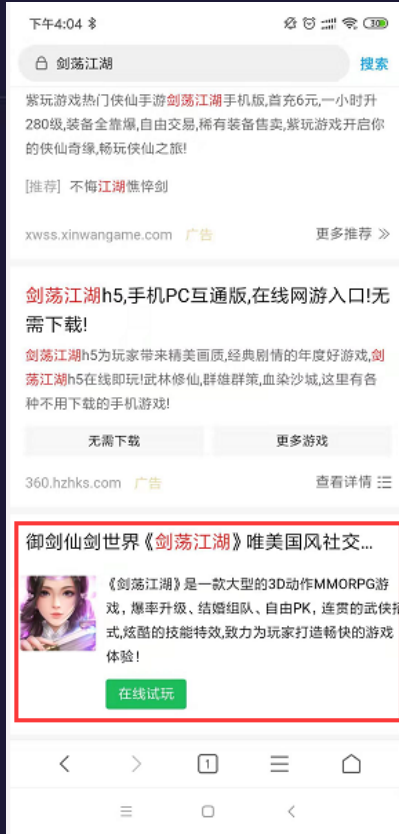 下午4:04
30
剑荡江湖
搜索
紫玩游戏热门侠仙手游剑荡江湖手机版,首充6元,一小时升
280级,装备全靠爆,自由交易,稀有装备售卖,紫玩游戏开启你
的侠仙奇缘,畅玩侠仙之旅!
[推荐] 不悔江湖憔悴剑
xwss.xinwangame.com 广告
更多推荐
剑荡江湖h5,手机PC互通版,在线网游入口!无
需下载!
剑荡江湖h5为玩家带来精美画质,经典剧情的年度好游戏,剑
荡江湖h5在线即玩!武林修仙,群雄群策,血染沙城,这里有各
种不用下载的手机游戏!
无需下载
更多游戏
360.hzhks.com 广告
查看详情
御剑仙剑世界《剑荡江湖》唯美国风社交...
《剑荡江湖》是一款大型的3D动作MMORPG游
戏，爆率升级、结婚组队、自由PK，连贯的武侠招
式,炫酷的技能特效,致力为玩家打造畅快的游戏
体验！
在线试玩
1